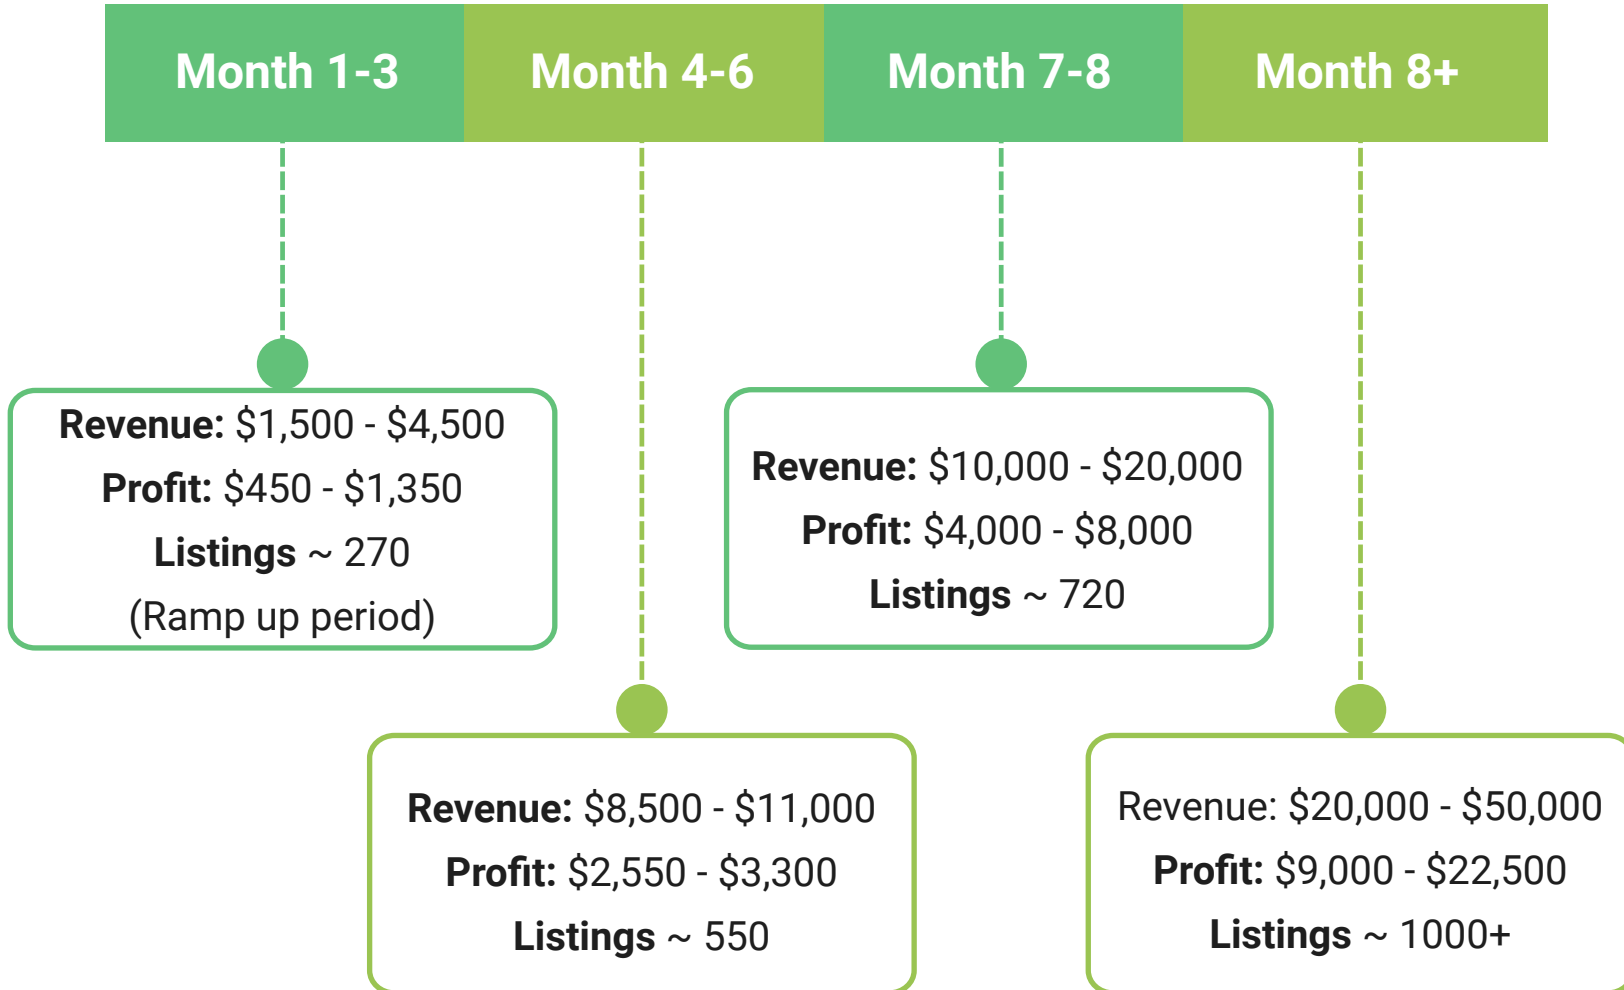 Month 1-3
Month 4-6
Month 7-8
Month 8+
Revenue: $1,500 - $4,500
Profit: $450 - $1,350
Listings ~ 270
(Ramp up period)
Revenue: $10,000 - $20,000
Profit: $4,000 - $8,000
Listings ~ 720
Revenue: $8,500 - $11,000
Profit: $2,550 - $3,300
Listings ~ 550
Revenue: $20,000 - $50,000
Profit: $9,000 - $22,500
Listings ~ 1000+